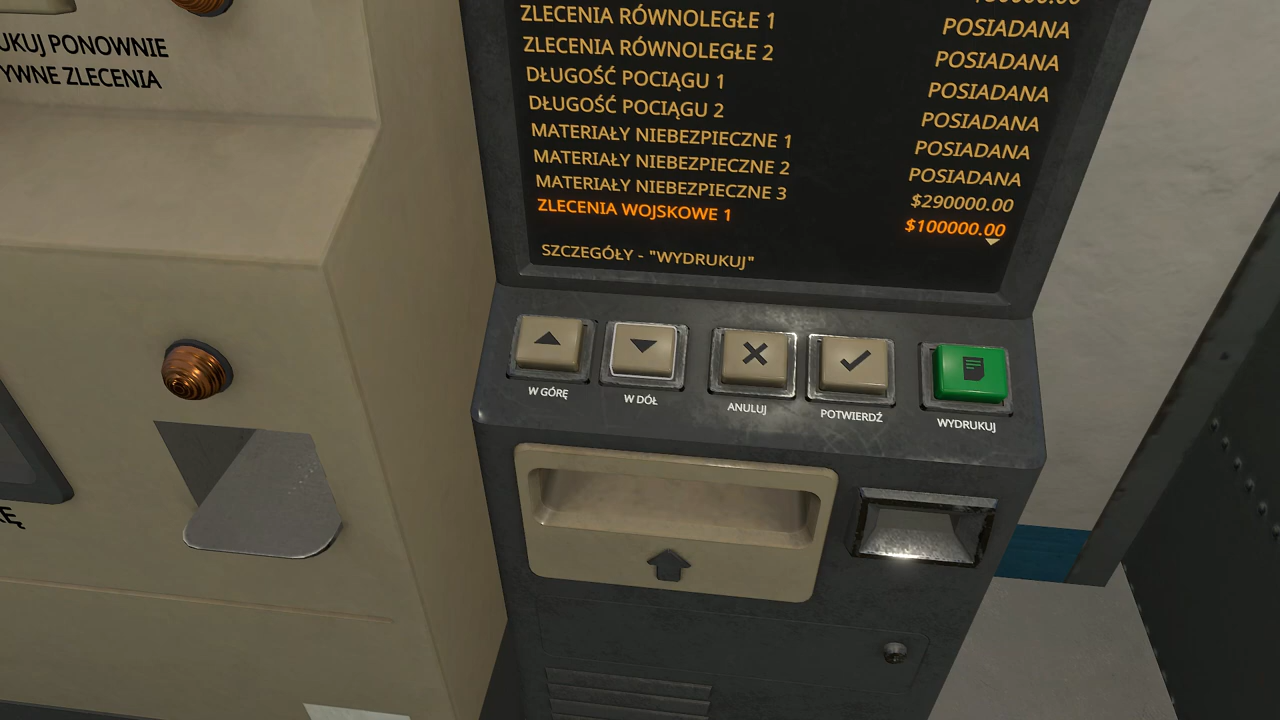 UKUJ PONOWNIE
YWNE ZLECENIA
ZLECENIA RÓWNOLEGŁE 1 POSIADANA
ZLECENIA RÓWNOLEGŁE 2 POSIADANA
DŁUGOŚĆ POCIĄGU 1 POSIADANA
DŁUGOŚĆ POCIĄGU 2 POSIADANA
MATERIAŁY NIEBEZPIECZNE 1 POSIADANA
MATERIAŁY NIEBEZPIECZNE 2 POSIADANA
MATERIAŁY NIEBEZPIECZNE 3 $290000.00
ZLECENIA WOJSKOWE 1 $100000.00
SZCZEGÓŁY - "WYDRUKUJ"
W GÓRĘ
W DÓŁ
ANULUJ
POTWIERDŹ
WYDRUKUJ